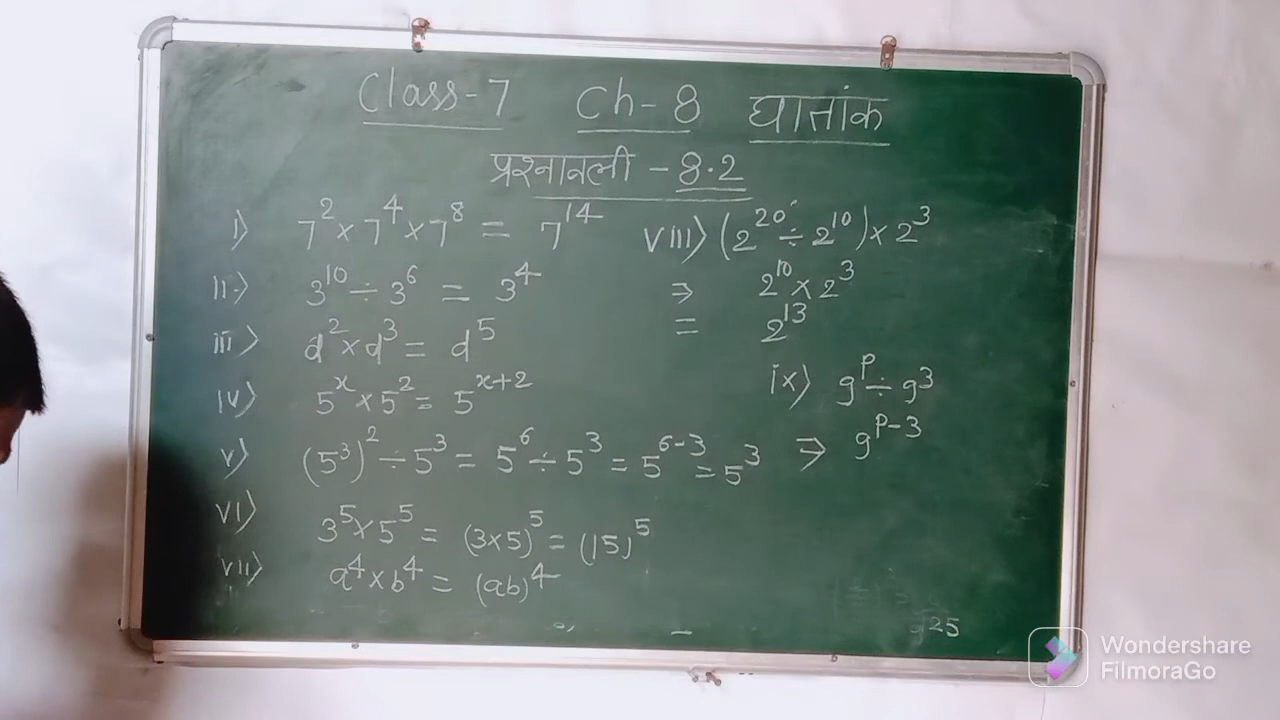 Class-7 Ch-8 घातांक
प्रश्नावली - 8.2
i) 7² × 7⁴ × 7⁸ = 7¹⁴
ii) 3¹⁰ ÷ 3⁶ = 3⁴
iii) d² × d³ = d⁵
iv) 5ˣ × 5² = 5ˣ⁺²
v) (5³)² ÷ 5³ = 5⁶ ÷ 5³ = 5⁶⁻³ = 5³
vi) 3⁵ × 5⁵ = (3×5)⁵ = (15)⁵
vii) a⁴ × b⁴ = (ab)⁴
viii) (2²⁰ ÷ 2¹⁰) × 2³
⇒ 2¹⁰ × 2³
= 2¹³
ix) 9ᵖ ÷ 9³
⇒ 9ᵖ⁻³
Wondershare
FilmoraGo